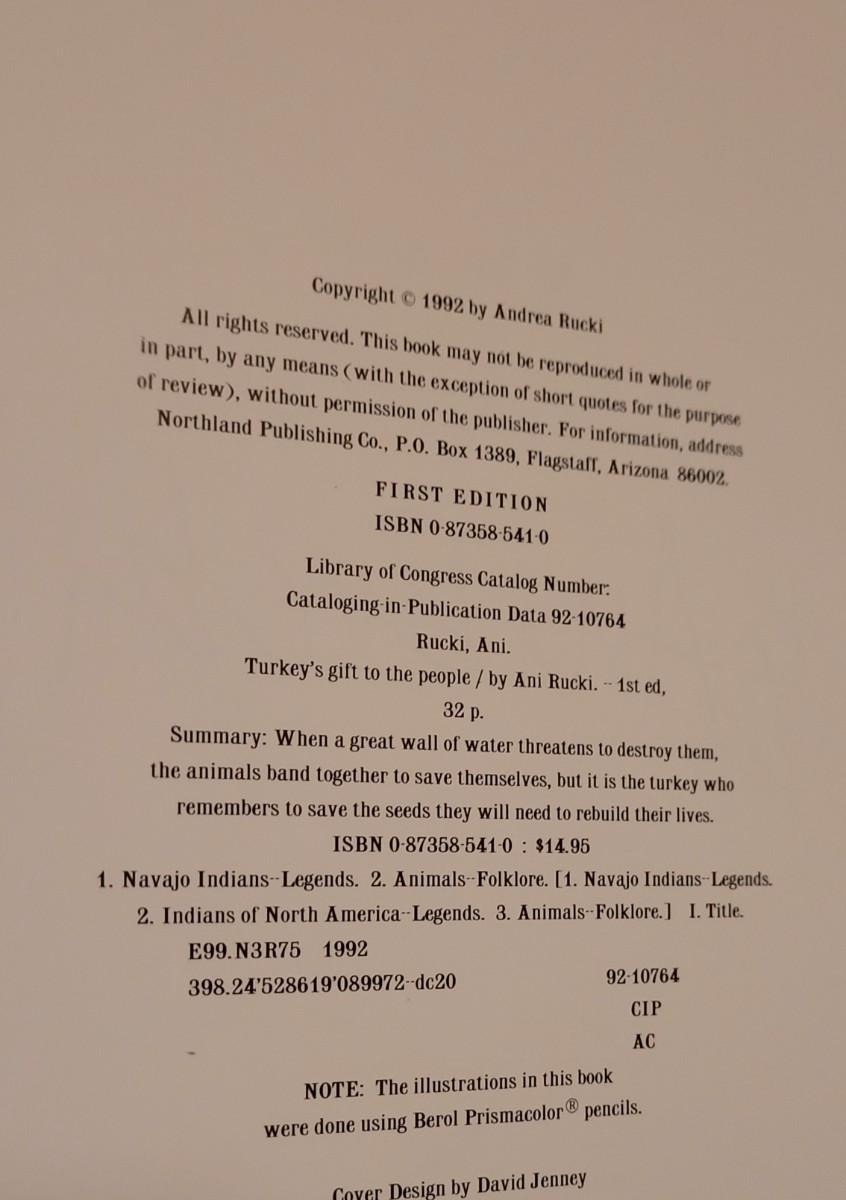 Copyright © 1992 by Andrea Rucki
All rights reserved. This book may not be reproduced in whole or
in part, by any means (with the exception of short quotes for the purpose
of review), without permission of the publisher. For information, address
Northland Publishing Co., P.O. Box 1389, Flagstaff, Arizona 86002.
FIRST EDITION
ISBN 0-87358-541-0
Library of Congress Catalog Number:
Cataloging-in-Publication Data 92-10764
Rucki, Ani.
Turkey's gift to the people / by Ani Rucki. -- 1st ed,
32 p.
Summary: When a great wall of water threatens to destroy them,
the animals band together to save themselves, but it is the turkey who
remembers to save the seeds they will need to rebuild their lives.
ISBN 0-87358-541-0 : $14.95
1. Navajo Indians--Legends. 2. Animals--Folklore. [1. Navajo Indians--Legends.
2. Indians of North America--Legends. 3. Animals--Folklore.] I. Title.
E99.N3R75 1992
398.24'528619'089972--dc20 92-10764
CIP
AC
NOTE: The illustrations in this book
were done using Berol Prismacolor® pencils.
Cover Design by David Jenney